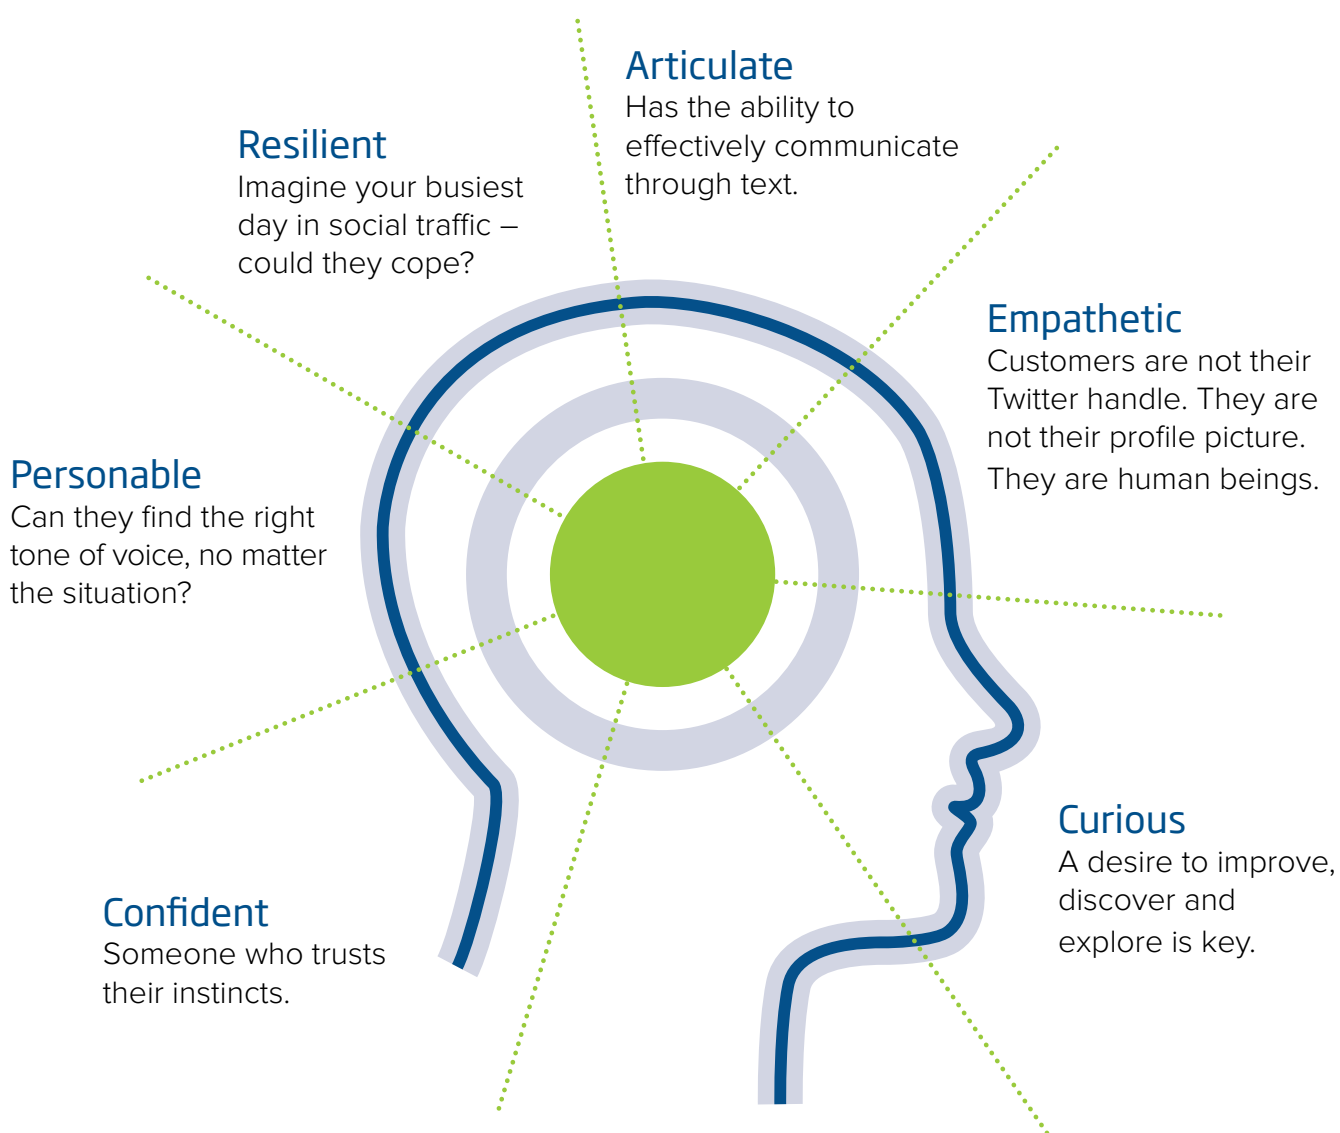 Articulate
Has the ability to
effectively communicate
through text.
Resilient
Imagine your busiest
day in social traffic –
could they cope?
Empathetic
Customers are not their
Twitter handle. They are
not their profile picture.
They are human beings.
Personable
Can they find the right
tone of voice, no matter
the situation?
Curious
A desire to improve,
discover and
explore is key.
Confident
Someone who trusts
their instincts.